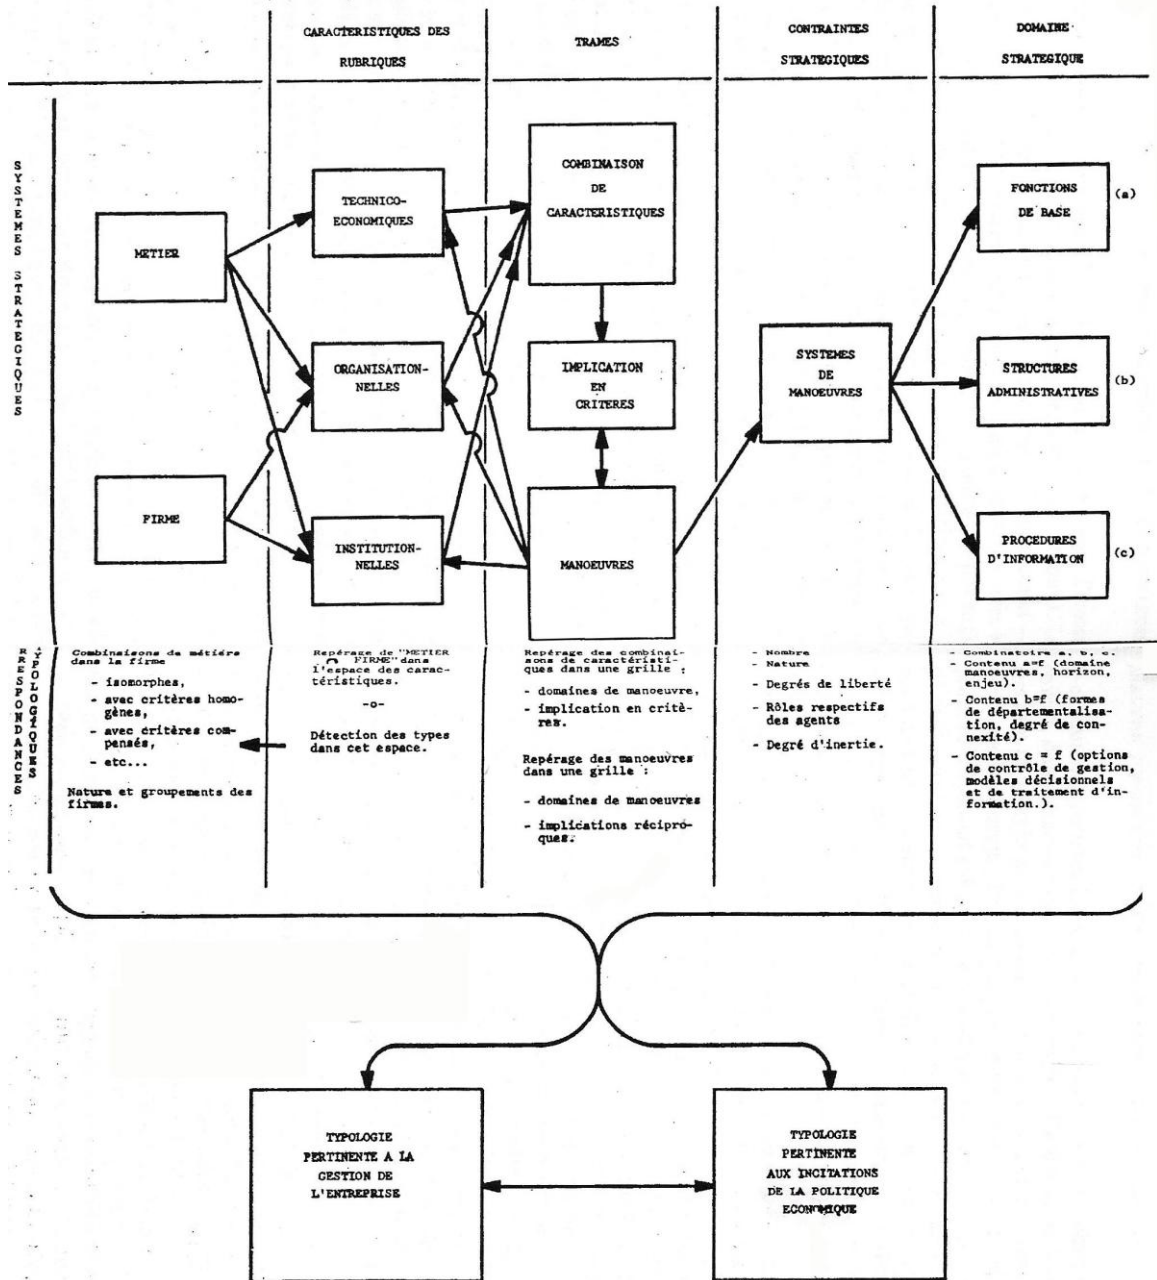 CARACTERISTIQUES DES
RUBRIQUES
TRAMES
CONTRAINTES
STRATEGIQUES
DOMAINE
STRATEGIQUE
SYSTEMES STRATEGIQUES
METIER
FIRME
TECHNICO-
ECONOMIQUES
ORGANISATION-
NELLES
INSTITUTION-
NELLES
COMBINAISON
DE
CARACTERISTIQUES
IMPLICATION
EN
CRITERES
MANOEUVRES
SYSTEMES
DE
MANOEUVRES
FONCTIONS
DE BASE
(a)
STRUCTURES
ADMINISTRATIVES
(b)
PROCEDURES
D'INFORMATION
(c)
RRESPONDANCES
YPOLOGIQUES
Combinaisons de métiers
dans la firme
- isomorphes,
- avec critères homo-
gènes,
- avec critères com-
pensés,
- etc...
Nature et groupements des
firmes.
Repérage de "METIER
∩ FIRME" dans
l'espace des carac-
téristiques.
-o-
Détection des types
dans cet espace.
Repérage des combinai-
sons de caractéristi-
ques dans une grille :
- domaines de manoeuvre,
- implication en critè-
res.
Repérage des manoeuvres
dans une grille :
- domaines de manoeuvres
- implications récipro-
ques.
- Nombre
- Nature
- Degrés de liberté
- Rôles respectifs
des agents
- Degré d'inertie.
- Combinatoire a, b, c.
- Contenu a=f (domaine
manoeuvres, horizon,
enjeu).
- Contenu b=f (formes
de départementalisa-
tion, degré de con-
nexité).
- Contenu c = f (options
de contrôle de gestion,
modèles décisionnels
et de traitement d'in-
formation.).
TYPOLOGIE
PERTINENTE A LA
GESTION DE
L'ENTREPRISE
TYPOLOGIE
PERTINENTE
AUX INCITATIONS
DE LA POLITIQUE
ECONOMIQUE